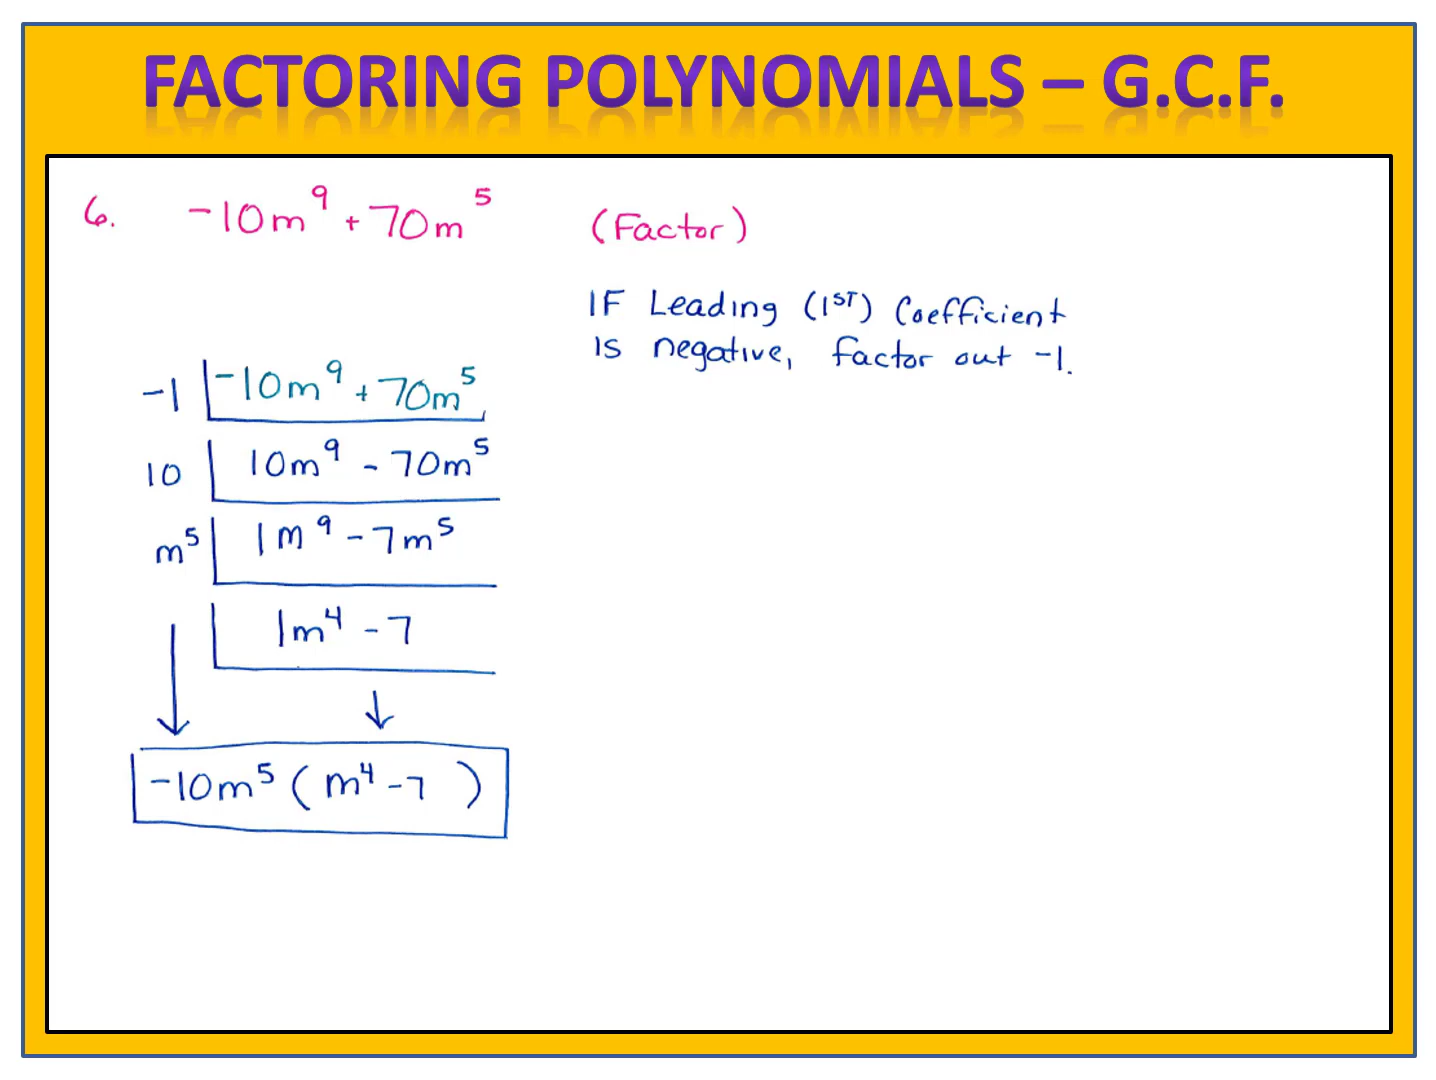 FACTORING POLYNOMIALS – G.C.F.
6. -10m⁹ + 70m⁵ (Factor)
IF Leading (1ST) Coefficient
IS negative, factor out -1.
-1 -10m⁹ + 70m⁵
10 10m⁹ - 70m⁵
m⁵ 1m⁹ - 7m⁵
1m⁴ - 7
-10m⁵ ( m⁴ - 7 )